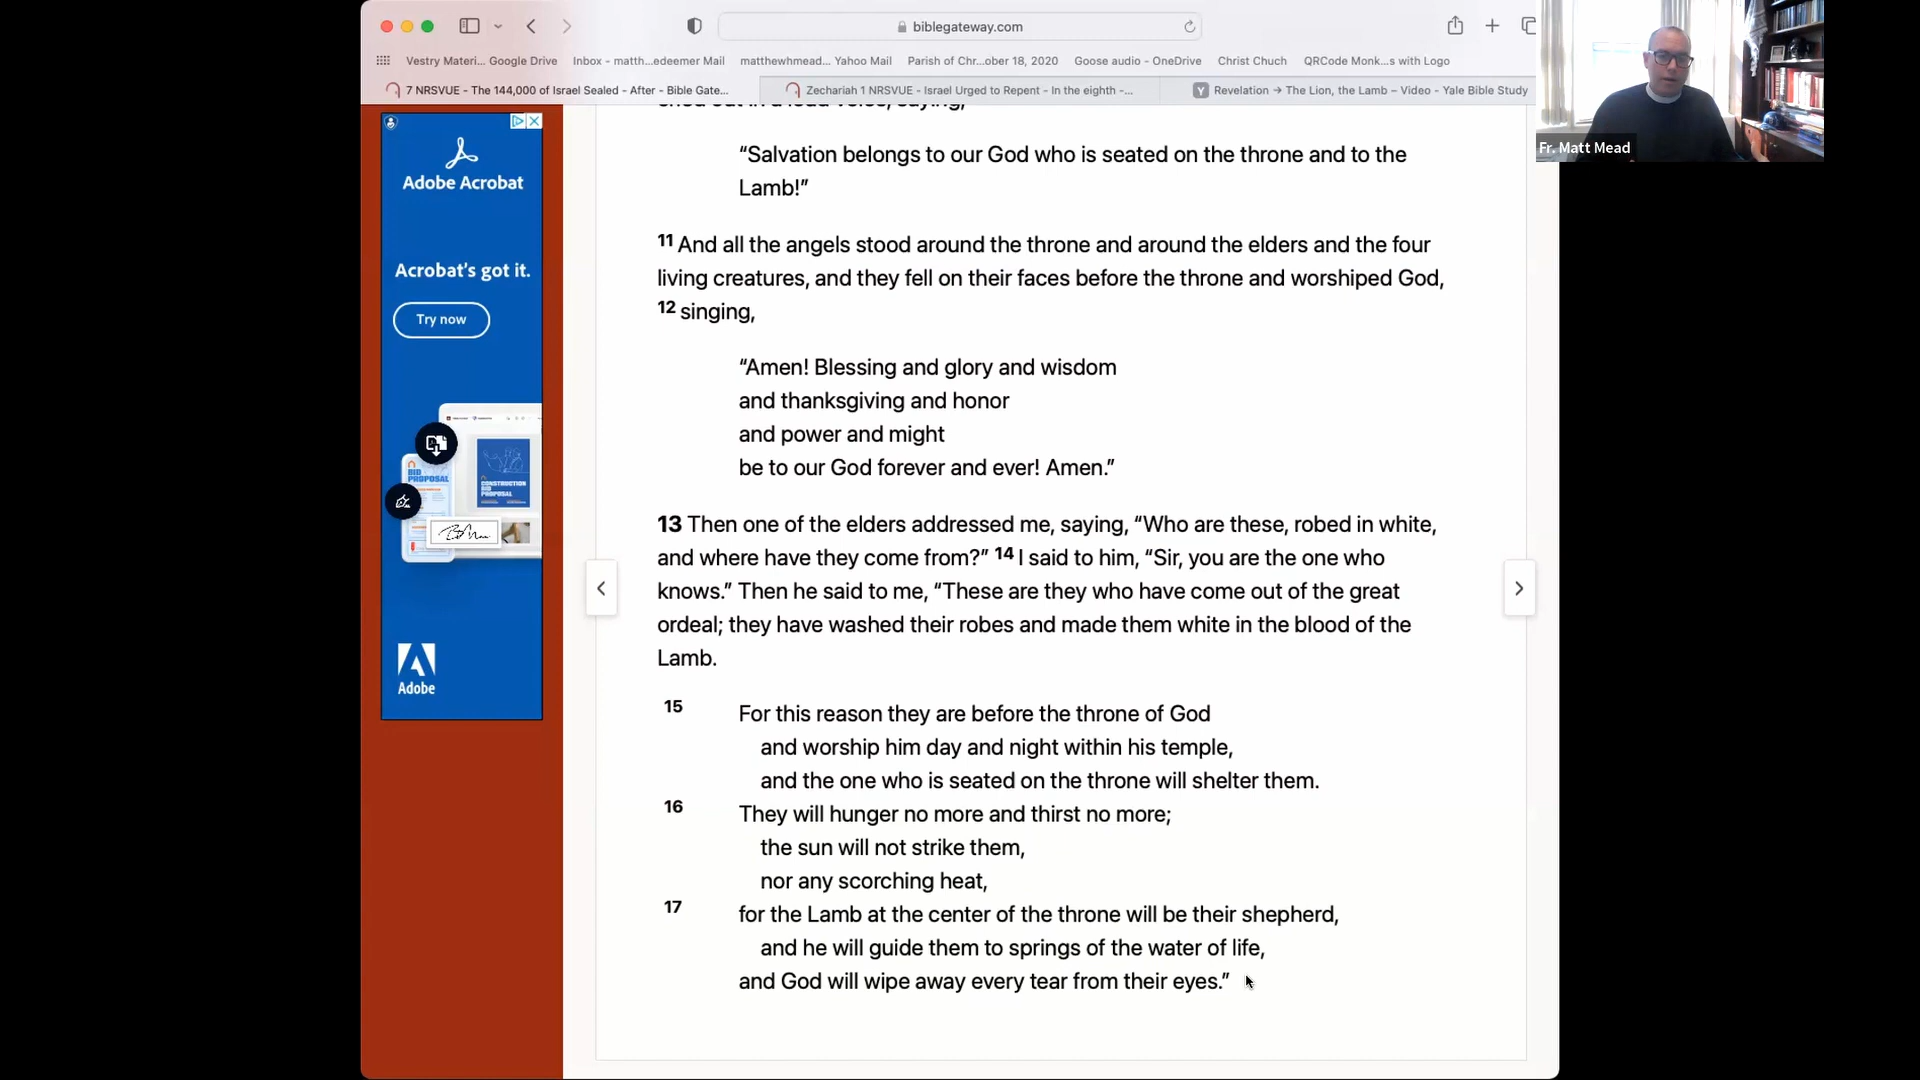 biblegateway.com
Vestry Materi... Google Drive
Inbox - matth...edeemer Mail
matthewhmead... Yahoo Mail
Parish of Chr...ober 18, 2020
Goose audio - OneDrive
Christ Chuch
QRCode Monk...s with Logo
7 NRSVUE - The 144,000 of Israel Sealed - After - Bible Gate...
Zechariah 1 NRSVUE - Israel Urged to Repent - In the eighth -...
Y Revelation → The Lion, the Lamb – Video – Yale Bible Study
Fr. Matt Mead
Adobe Acrobat
Acrobat's got it.
Try now
BID
PROPOSAL
CONSTRUCTION
BID
PROPOSAL
Adobe
“Salvation belongs to our God who is seated on the throne and to the
Lamb!”
11 And all the angels stood around the throne and around the elders and the four
living creatures, and they fell on their faces before the throne and worshiped God,
12 singing,
“Amen! Blessing and glory and wisdom
and thanksgiving and honor
and power and might
be to our God forever and ever! Amen.”
13 Then one of the elders addressed me, saying, “Who are these, robed in white,
and where have they come from?” 14 I said to him, “Sir, you are the one who
knows.” Then he said to me, “These are they who have come out of the great
ordeal; they have washed their robes and made them white in the blood of the
Lamb.
15 For this reason they are before the throne of God
and worship him day and night within his temple,
and the one who is seated on the throne will shelter them.
16 They will hunger no more and thirst no more;
the sun will not strike them,
nor any scorching heat,
17 for the Lamb at the center of the throne will be their shepherd,
and he will guide them to springs of the water of life,
and God will wipe away every tear from their eyes.”